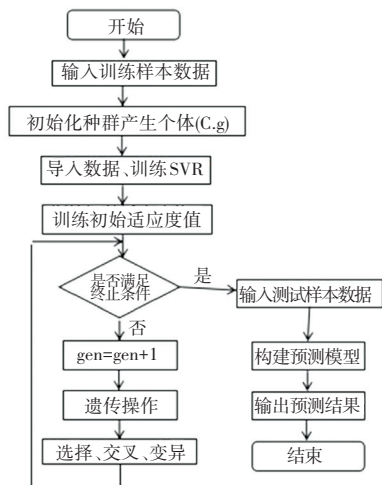 开始
输入训练样本数据
初始化种群产生个体(C.g)
导入数据、训练SVR
训练初始适应度值
是否满足
终止条件
是
否
gen=gen+1
遗传操作
选择、交叉、变异
输入测试样本数据
构建预测模型
输出预测结果
结束